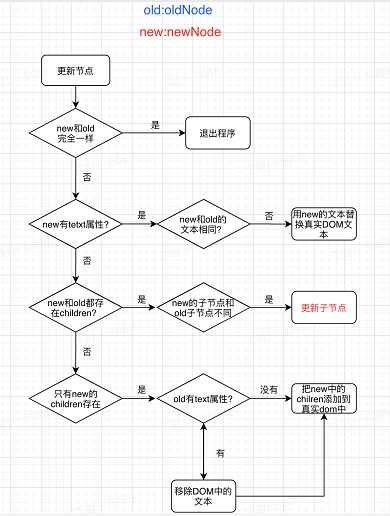 old:oldNode
new:newNode
更新节点
new和old
完全一样
是
退出程序
否
new有tetxt属性?
是
new和old的
文本相同?
否
用new的文本替
换真实DOM文
本
否
new和old都存
在children?
是
new的子节点和
old子节点不同
是
更新子节点
否
只有new的
children存在
是
old有text属性?
没有
把new中的
chilren添加到
真实dom中
有
移除DOM中的
文本